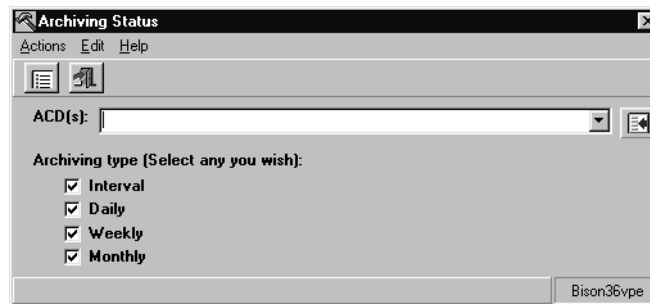 Archiving Status
Actions Edit Help
ACD(s):
Archiving type (Select any you wish):
Interval
Daily
Weekly
Monthly
Bison36vpe